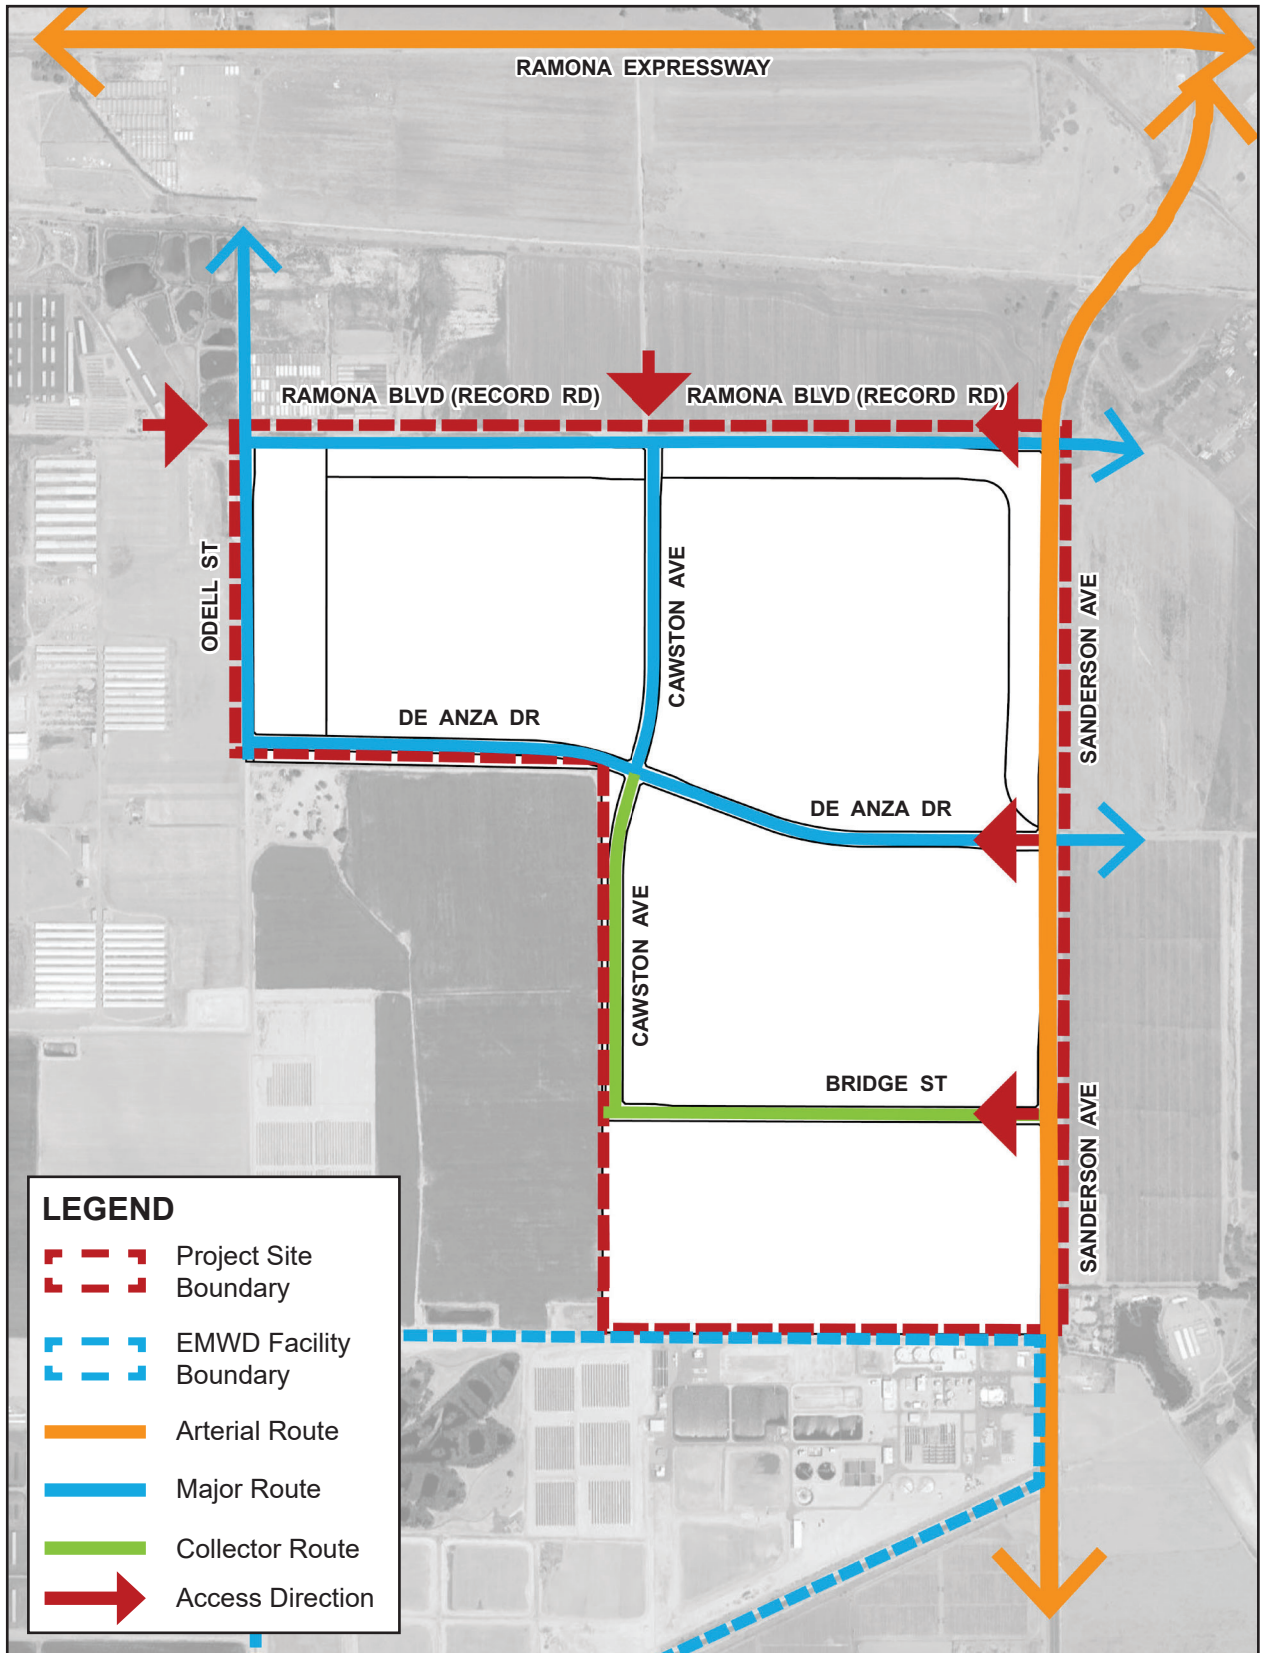 RAMONA EXPRESSWAY
RAMONA BLVD (RECORD RD)
RAMONA BLVD (RECORD RD)
ODELL ST
CAWSTON AVE
SANDERSON AVE
DE ANZA DR
DE ANZA DR
CAWSTON AVE
BRIDGE ST
SANDERSON AVE
LEGEND
Project Site
Boundary
EMWD Facility
Boundary
Arterial Route
Major Route
Collector Route
Access Direction